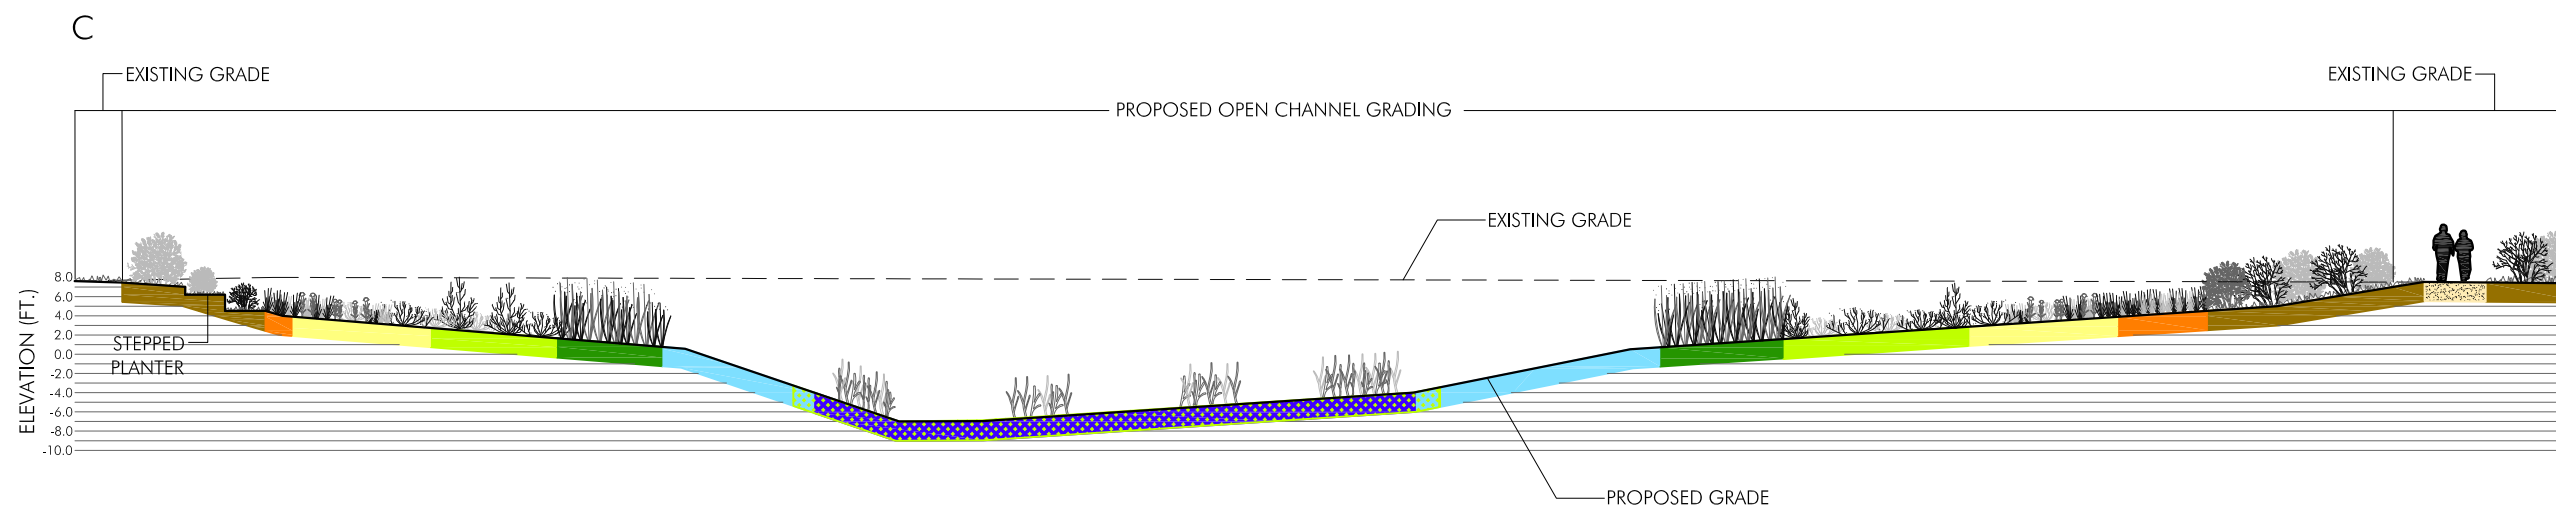 C
EXISTING GRADE
EXISTING GRADE
PROPOSED OPEN CHANNEL GRADING
EXISTING GRADE
8.0
6.0
4.0
2.0
0.0
-2.0
-4.0
-6.0
-8.0
-10.0
ELEVATION (FT.)
STEPPED
PLANTER
PROPOSED GRADE